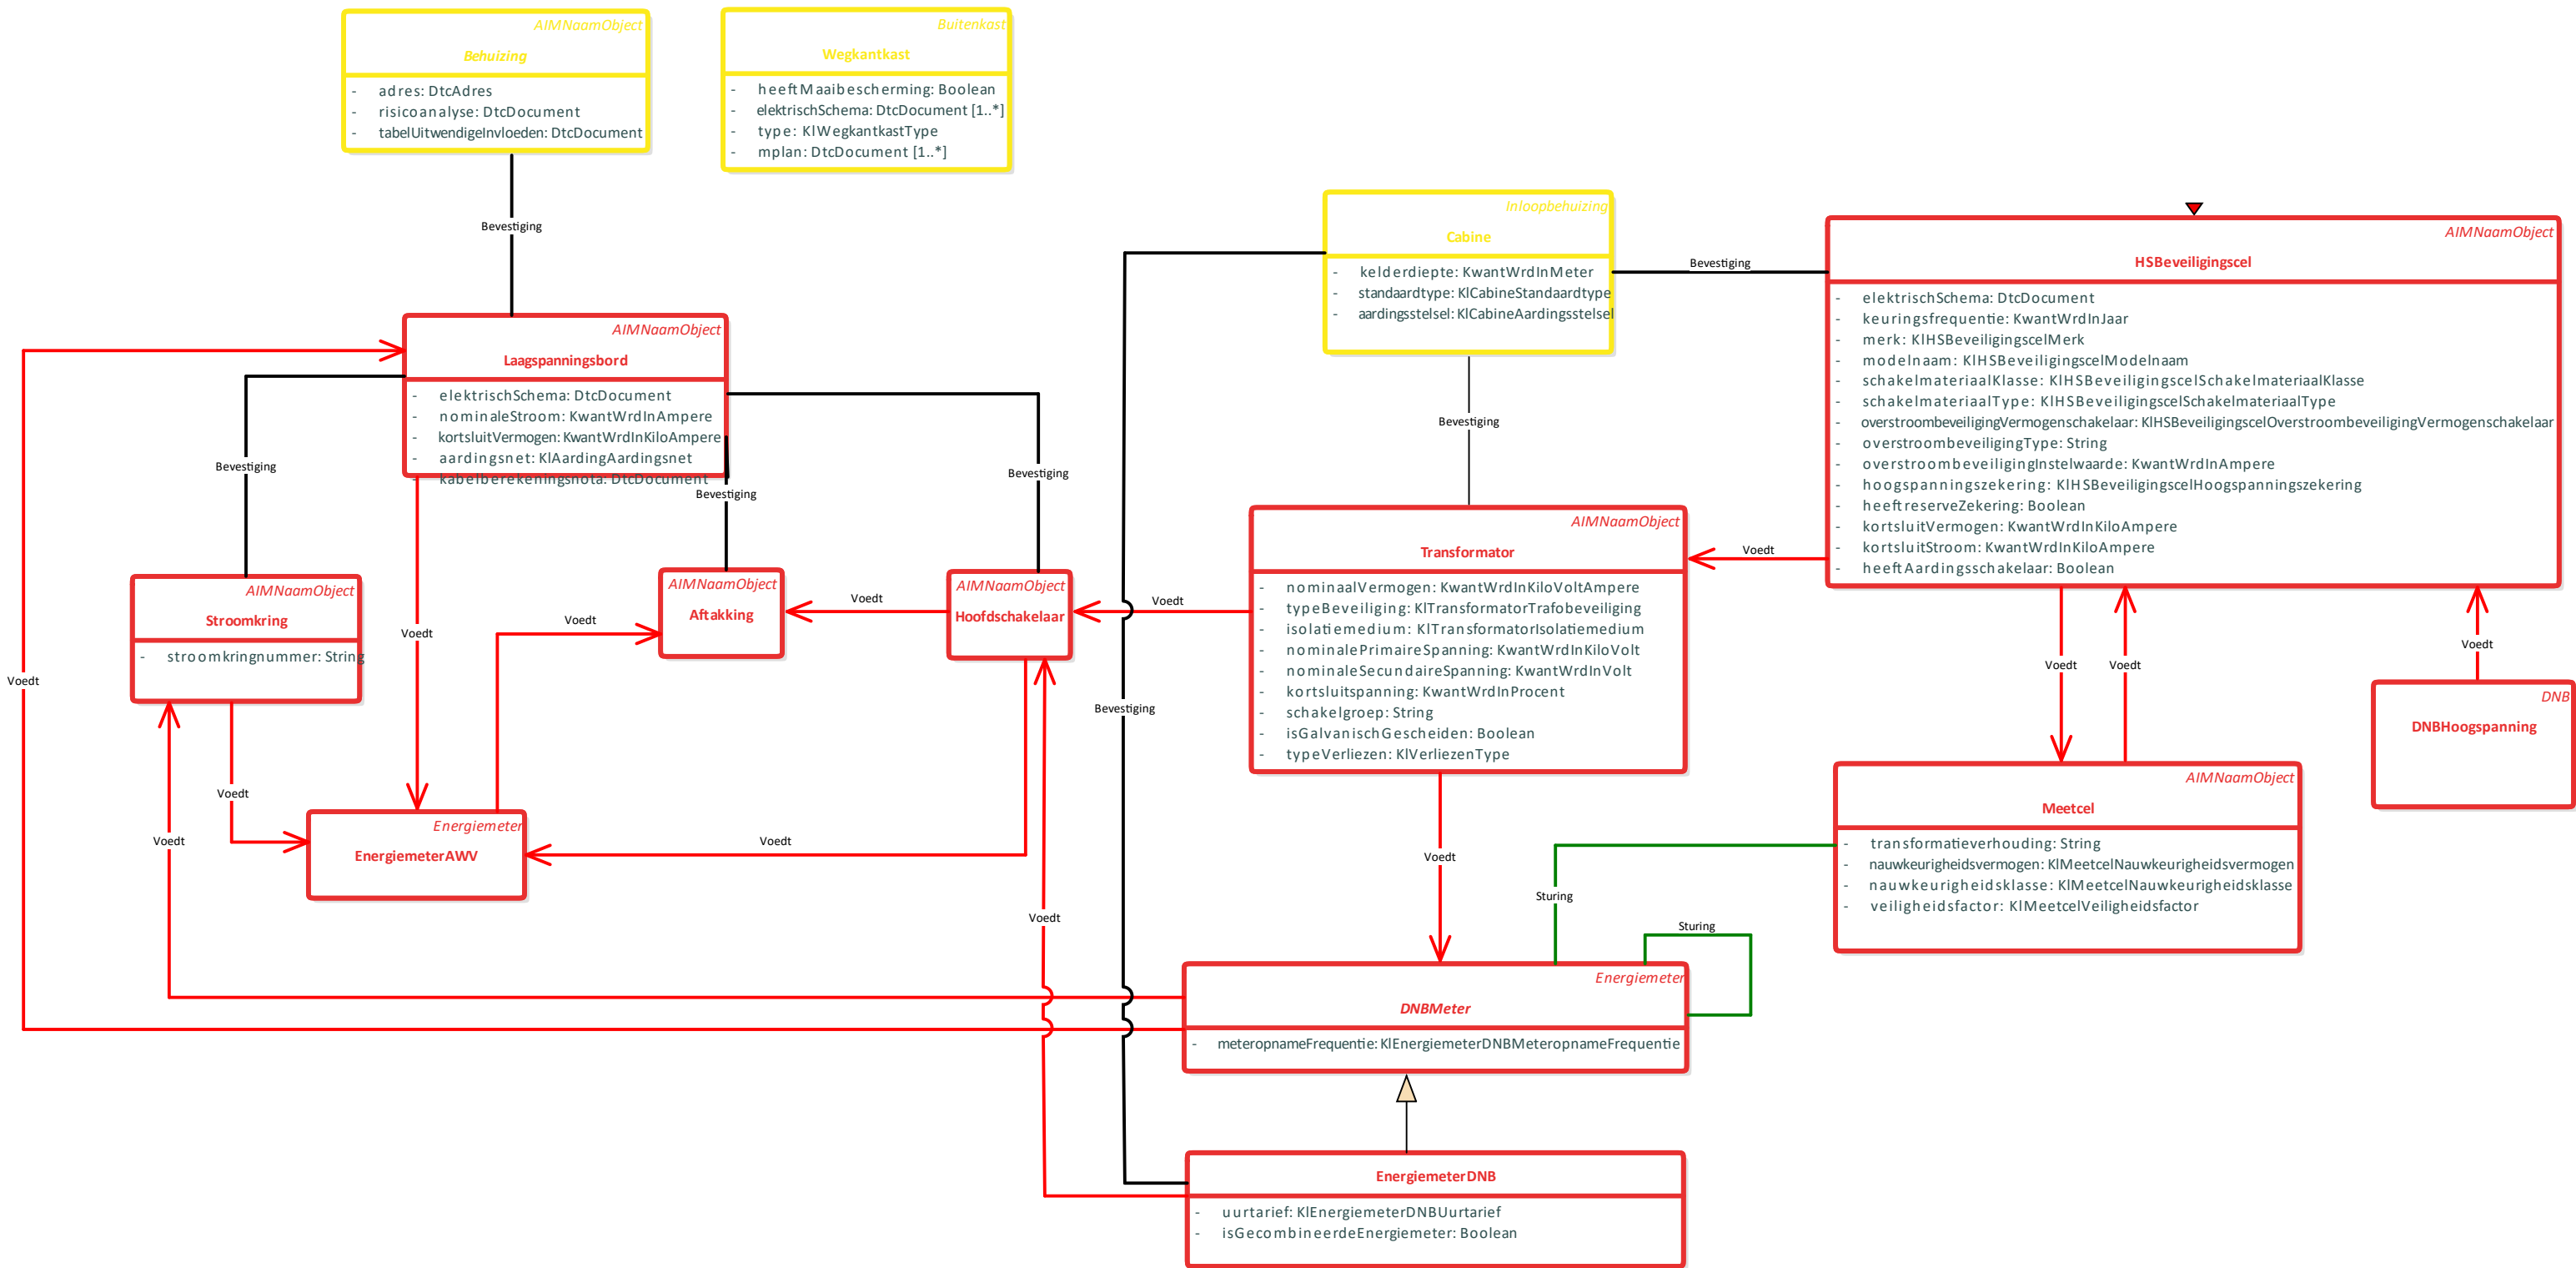 AIMNaamObject
Behuizing
- adres: DtcAdres
- risicoanalyse: DtcDocument
- tabelUitwendigeInvloeden: DtcDocument
Buitenkast
Wegkantkast
- heeftMaaibescherming: Boolean
- elektrischSchema: DtcDocument [1..*]
- type: KlWegkantkastType
- mplan: DtcDocument [1..*]
Bevestiging
Inloopbehuizing
Cabine
- kelderdiepte: KwantWrdInMeter
- standaardtype: KlCabineStandaardtype
- aardingsstelsel: KlCabineAardingsstelsel
Bevestiging
AIMNaamObject
HSBeveiligingscel
- elektrischSchema: DtcDocument
- keuringsfrequentie: KwantWrdInJaar
- merk: KlHSBeveiligingscelMerk
- modelnaam: KlHSBeveiligingscelModelnaam
- schakelmateriaalKlasse: KlHSBeveiligingscelSchakelmateriaalKlasse
- schakelmateriaalType: KlHSBeveiligingscelSchakelmateriaalType
- overstroombeveiligingVermogenschakelaar: KlHSBeveiligingscelOverstroombeveiligingVermogenschakelaar
- overstroombeveiligingType: String
- overstroombeveiligingInstelwaarde: KwantWrdInAmpere
- hoogspanningszekering: KlHSBeveiligingscelHoogspanningszekering
- heeftreserveZekering: Boolean
- kortsluitVermogen: KwantWrdInKiloAmpere
- kortsluitStroom: KwantWrdInKiloAmpere
- heeftAardingsschakelaar: Boolean
AIMNaamObject
Laagspanningsbord
- elektrischSchema: DtcDocument
- nominaleStroom: KwantWrdInAmpere
- kortsluitVermogen: KwantWrdInKiloAmpere
- aardingsnet: KlAardingAardingsnet
- kabelberekeningsnota: DtcDocument
Bevestiging
Bevestiging
Bevestiging
Bevestiging
AIMNaamObject
Transformator
- nominaalVermogen: KwantWrdInKiloVoltAmpere
- typeBeveiliging: KlTransformatorTrafobeveiliging
- isolatiemedium: KlTransformatorIsolatiemedium
- nominalePrimaireSpanning: KwantWrdInKiloVolt
- nominaleSecundaireSpanning: KwantWrdInVolt
- kortsluitspanning: KwantWrdInProcent
- schakelgroep: String
- isGalvanischGescheiden: Boolean
- typeVerliezen: KlVerliezenType
Voedt
AIMNaamObject
Stroomkring
- stroomkringnummer: String
AIMNaamObject
Aftakking
Voedt
AIMNaamObject
Hoofdschakelaar
Voedt
Voedt
Voedt
Voedt
Voedt
Voedt
Voedt
DNB
DNBHoogspanning
Bevestiging
Voedt
Voedt
Energiemeter
EnergiemeterAWV
Voedt
Voedt
AIMNaamObject
Meetcel
- transformatieverhouding: String
- nauwkeurigheidsvermogen: KlMeetcelNauwkeurigheidsvermogen
- nauwkeurigheidsklasse: KlMeetcelNauwkeurigheidsklasse
- veiligheidsfactor: KlMeetcelVeiligheidsfactor
Sturing
Sturing
Voedt
Energiemeter
DNBMeter
- meteropnameFrequentie: KlEnergiemeterDNBMeteropnameFrequentie
EnergiemeterDNB
- uurtarief: KlEnergiemeterDNBUurtarief
- isGecombineerdeEnergiemeter: Boolean